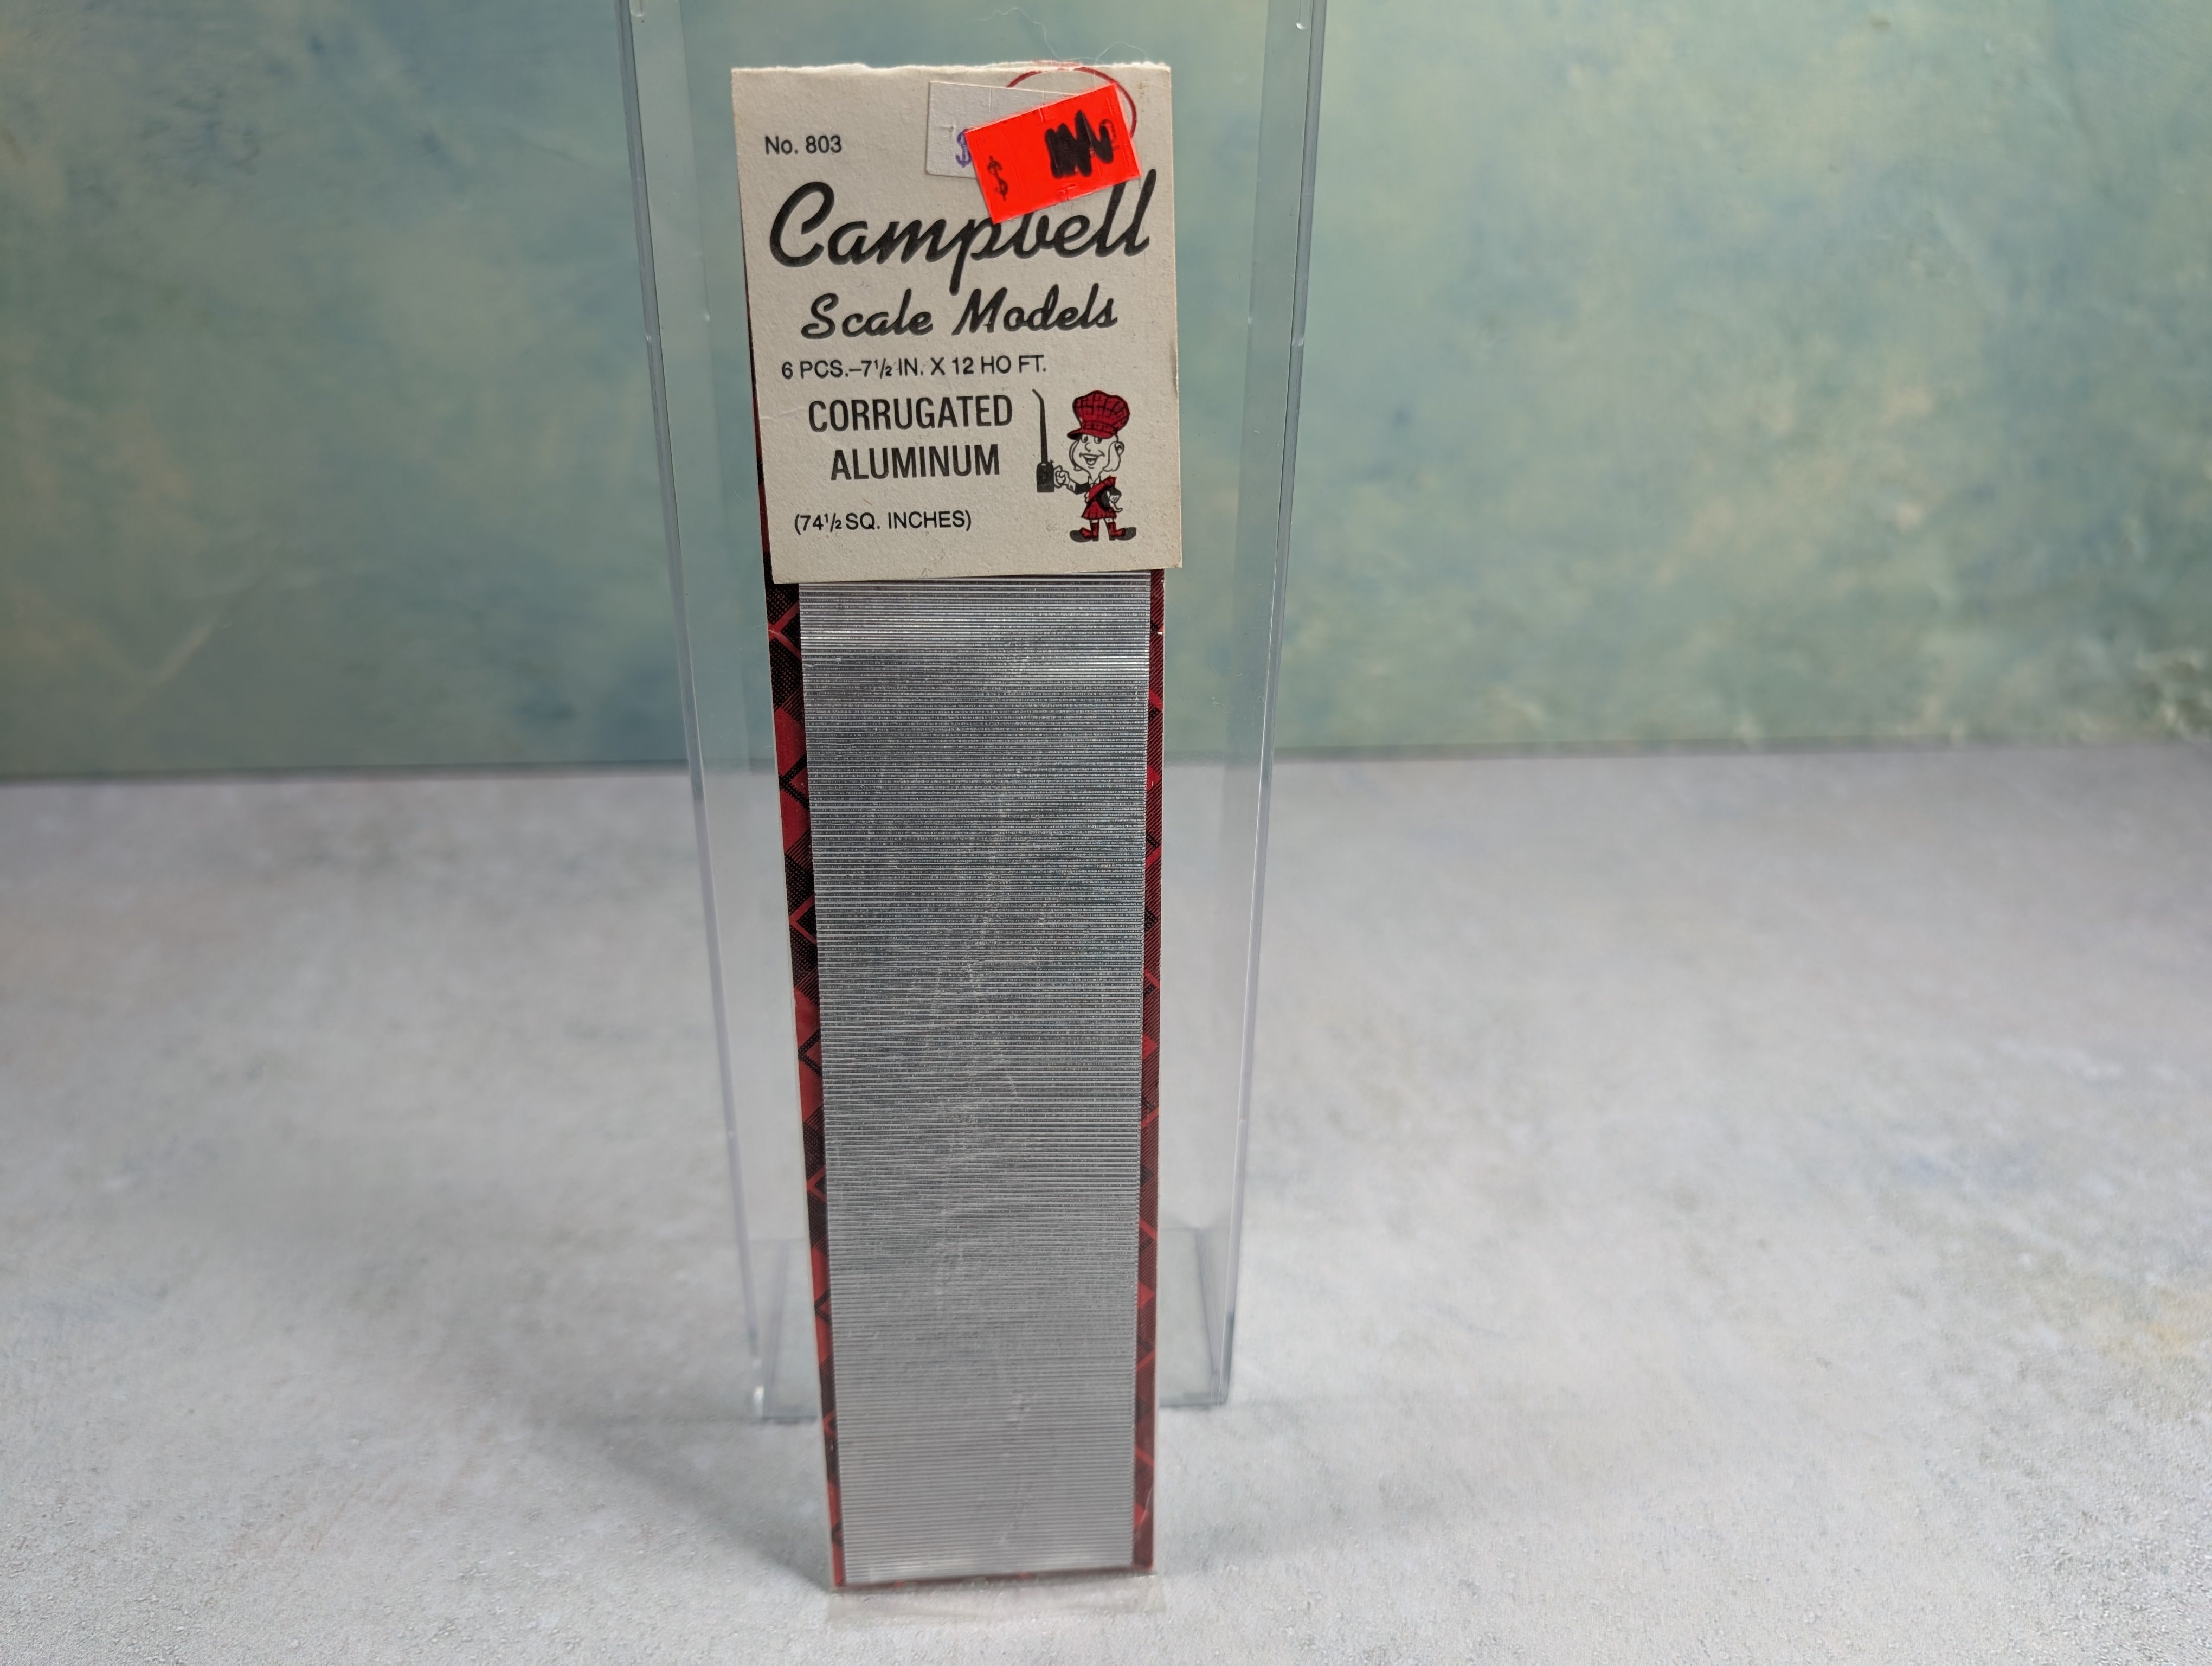 No. 803
$
$
Campbell
Scale Models
6 PCS.–7½ IN. X 12 HO FT.
CORRUGATED
ALUMINUM
(74½ SQ. INCHES)